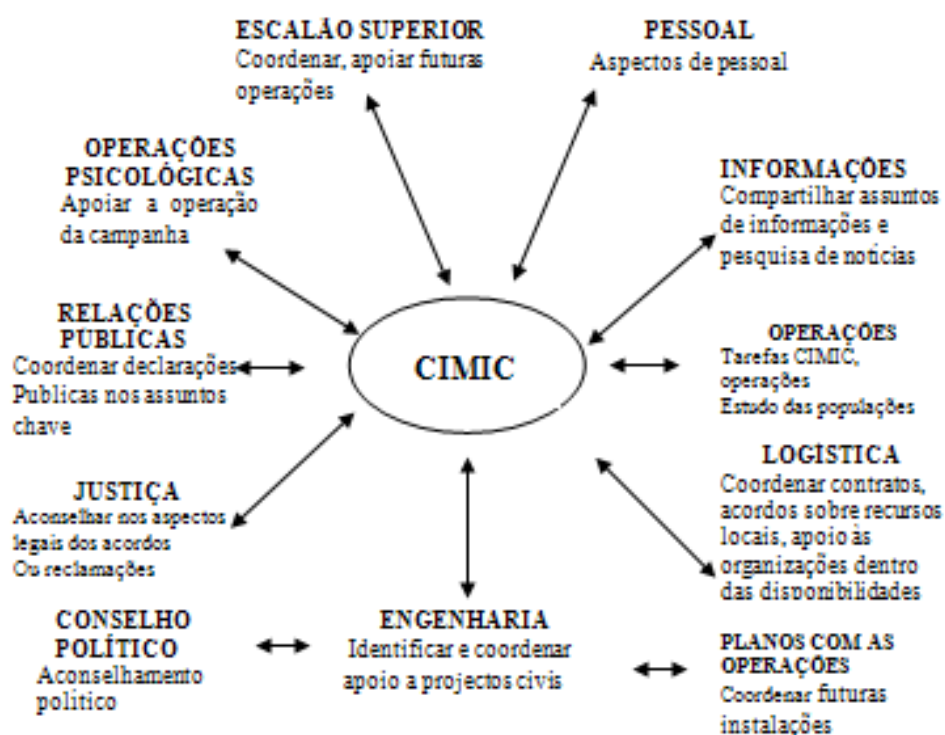 ESCALÃO SUPERIOR
Coordenar, apoiar futuras
operações
PESSOAL
Aspectos de pessoal
OPERAÇÕES
PSICOLÓGICAS
Apoiar a operação
da campanha
INFORMAÇÕES
Compartilhar assuntos
de informações e
pesquisa de notícias
RELAÇÕES
PUBLICAS
Coordenar declarações
Publicas nos assuntos
chave
CIMIC
OPERAÇÕES
Tarefas CIMIC,
operações
Estudo das populações
JUSTIÇA
Aconselhar nos aspectos
legais dos acordos
Ou reclamações
LOGÍSTICA
Coordenar contratos,
acordos sobre recursos
locais, apoio às
organizações dentro
das disponibilidades
CONSELHO
POLÍTICO
Aconselhamento
politico
ENGENHARIA
Identificar e coordenar
apoio a projectos civis
PLANOS COM AS
OPERAÇÕES
Coordenar futuras
instalações